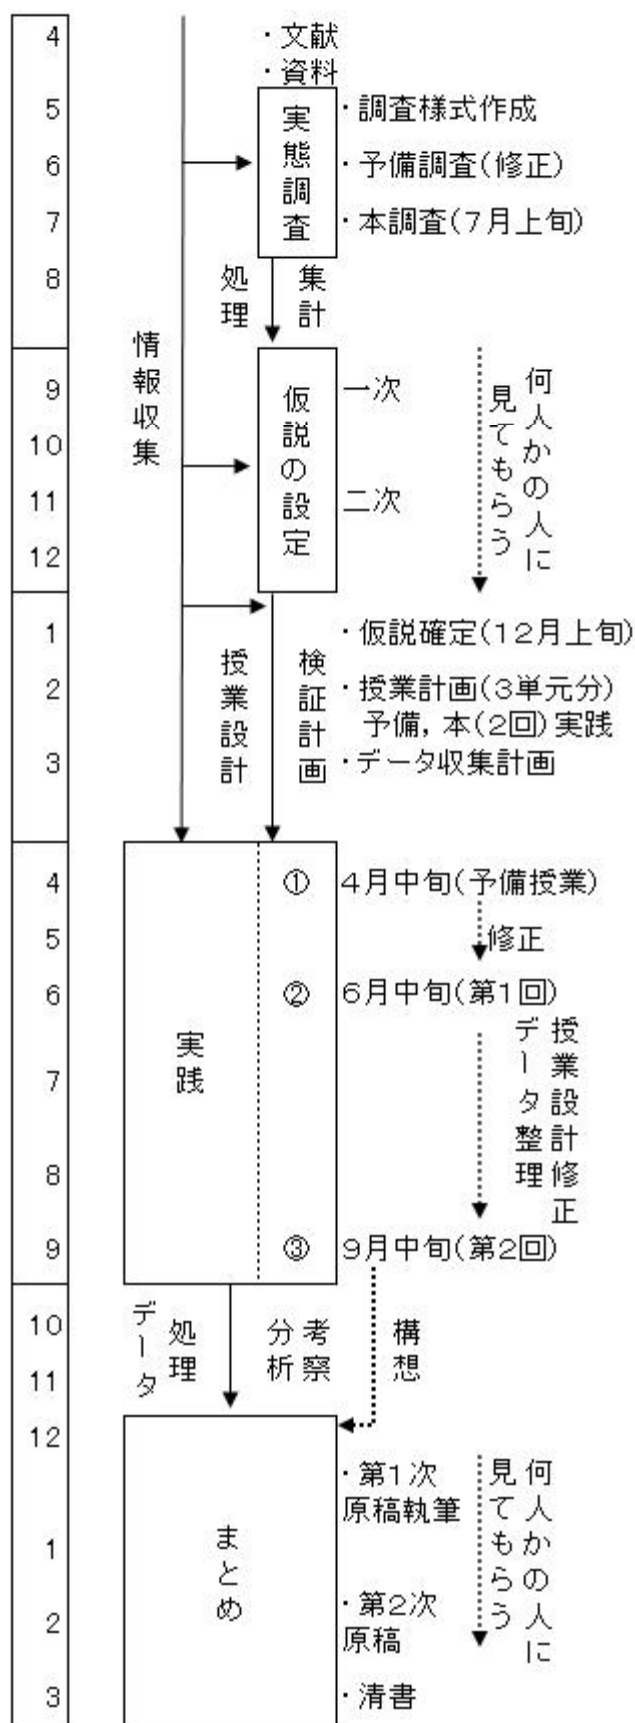 4
・文献
・資料
5
実態調査
・調査様式作成
6
・予備調査(修正)
7
・本調査(7月上旬)
8
処理
集計
情報収集
9
仮説の設定
一次
何人かの人に
見てもらう
10
11
二次
12
1
・仮説確定(12月上旬)
授業設計
検証計画
2
・授業計画(3単元分)
予備,本(2回)実践
3
・データ収集計画
4
①
4月中旬(予備授業)
5
修正
6
②
6月中旬(第1回)
実践
授業設計修正
データ整理
7
8
9
③
9月中旬(第2回)
10
データ
処理
分析
考察
構想
11
12
・第1次
原稿執筆
何人かの人に
見てもらう
1
まとめ
2
・第2次
原稿
3
・清書